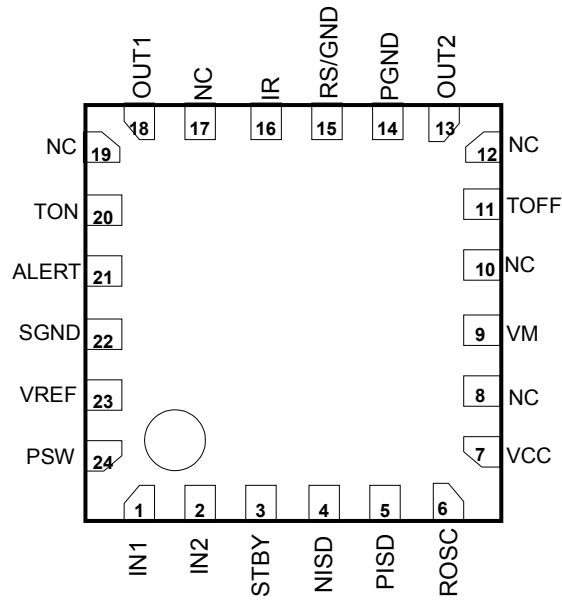 OUT1
NC
IR
RS/GND
PGND
OUT2
18
17
16
15
14
13
NC
19
12
NC
TON
20
11
TOFF
ALERT
21
10
NC
SGND
22
9
VM
VREF
23
8
NC
PSW
24
7
VCC
1
2
3
4
5
6
IN1
IN2
STBY
NISD
PISD
ROSC